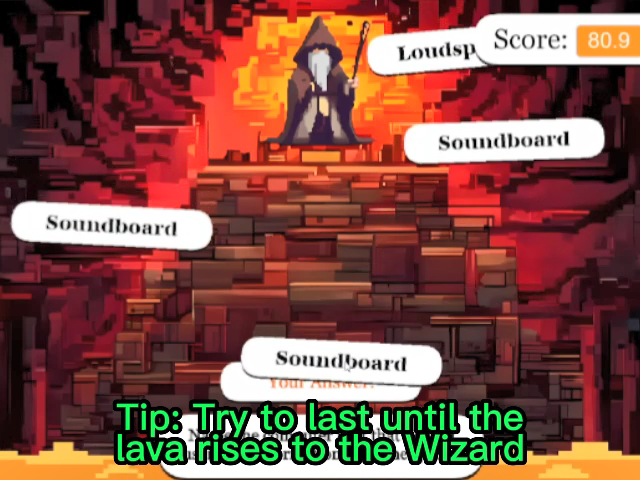 Loudsp
Score: 80.9
Soundboard
Soundboard
Soundboard
Your Answer:
Tip: Try to last until the
lava rises to the Wizard